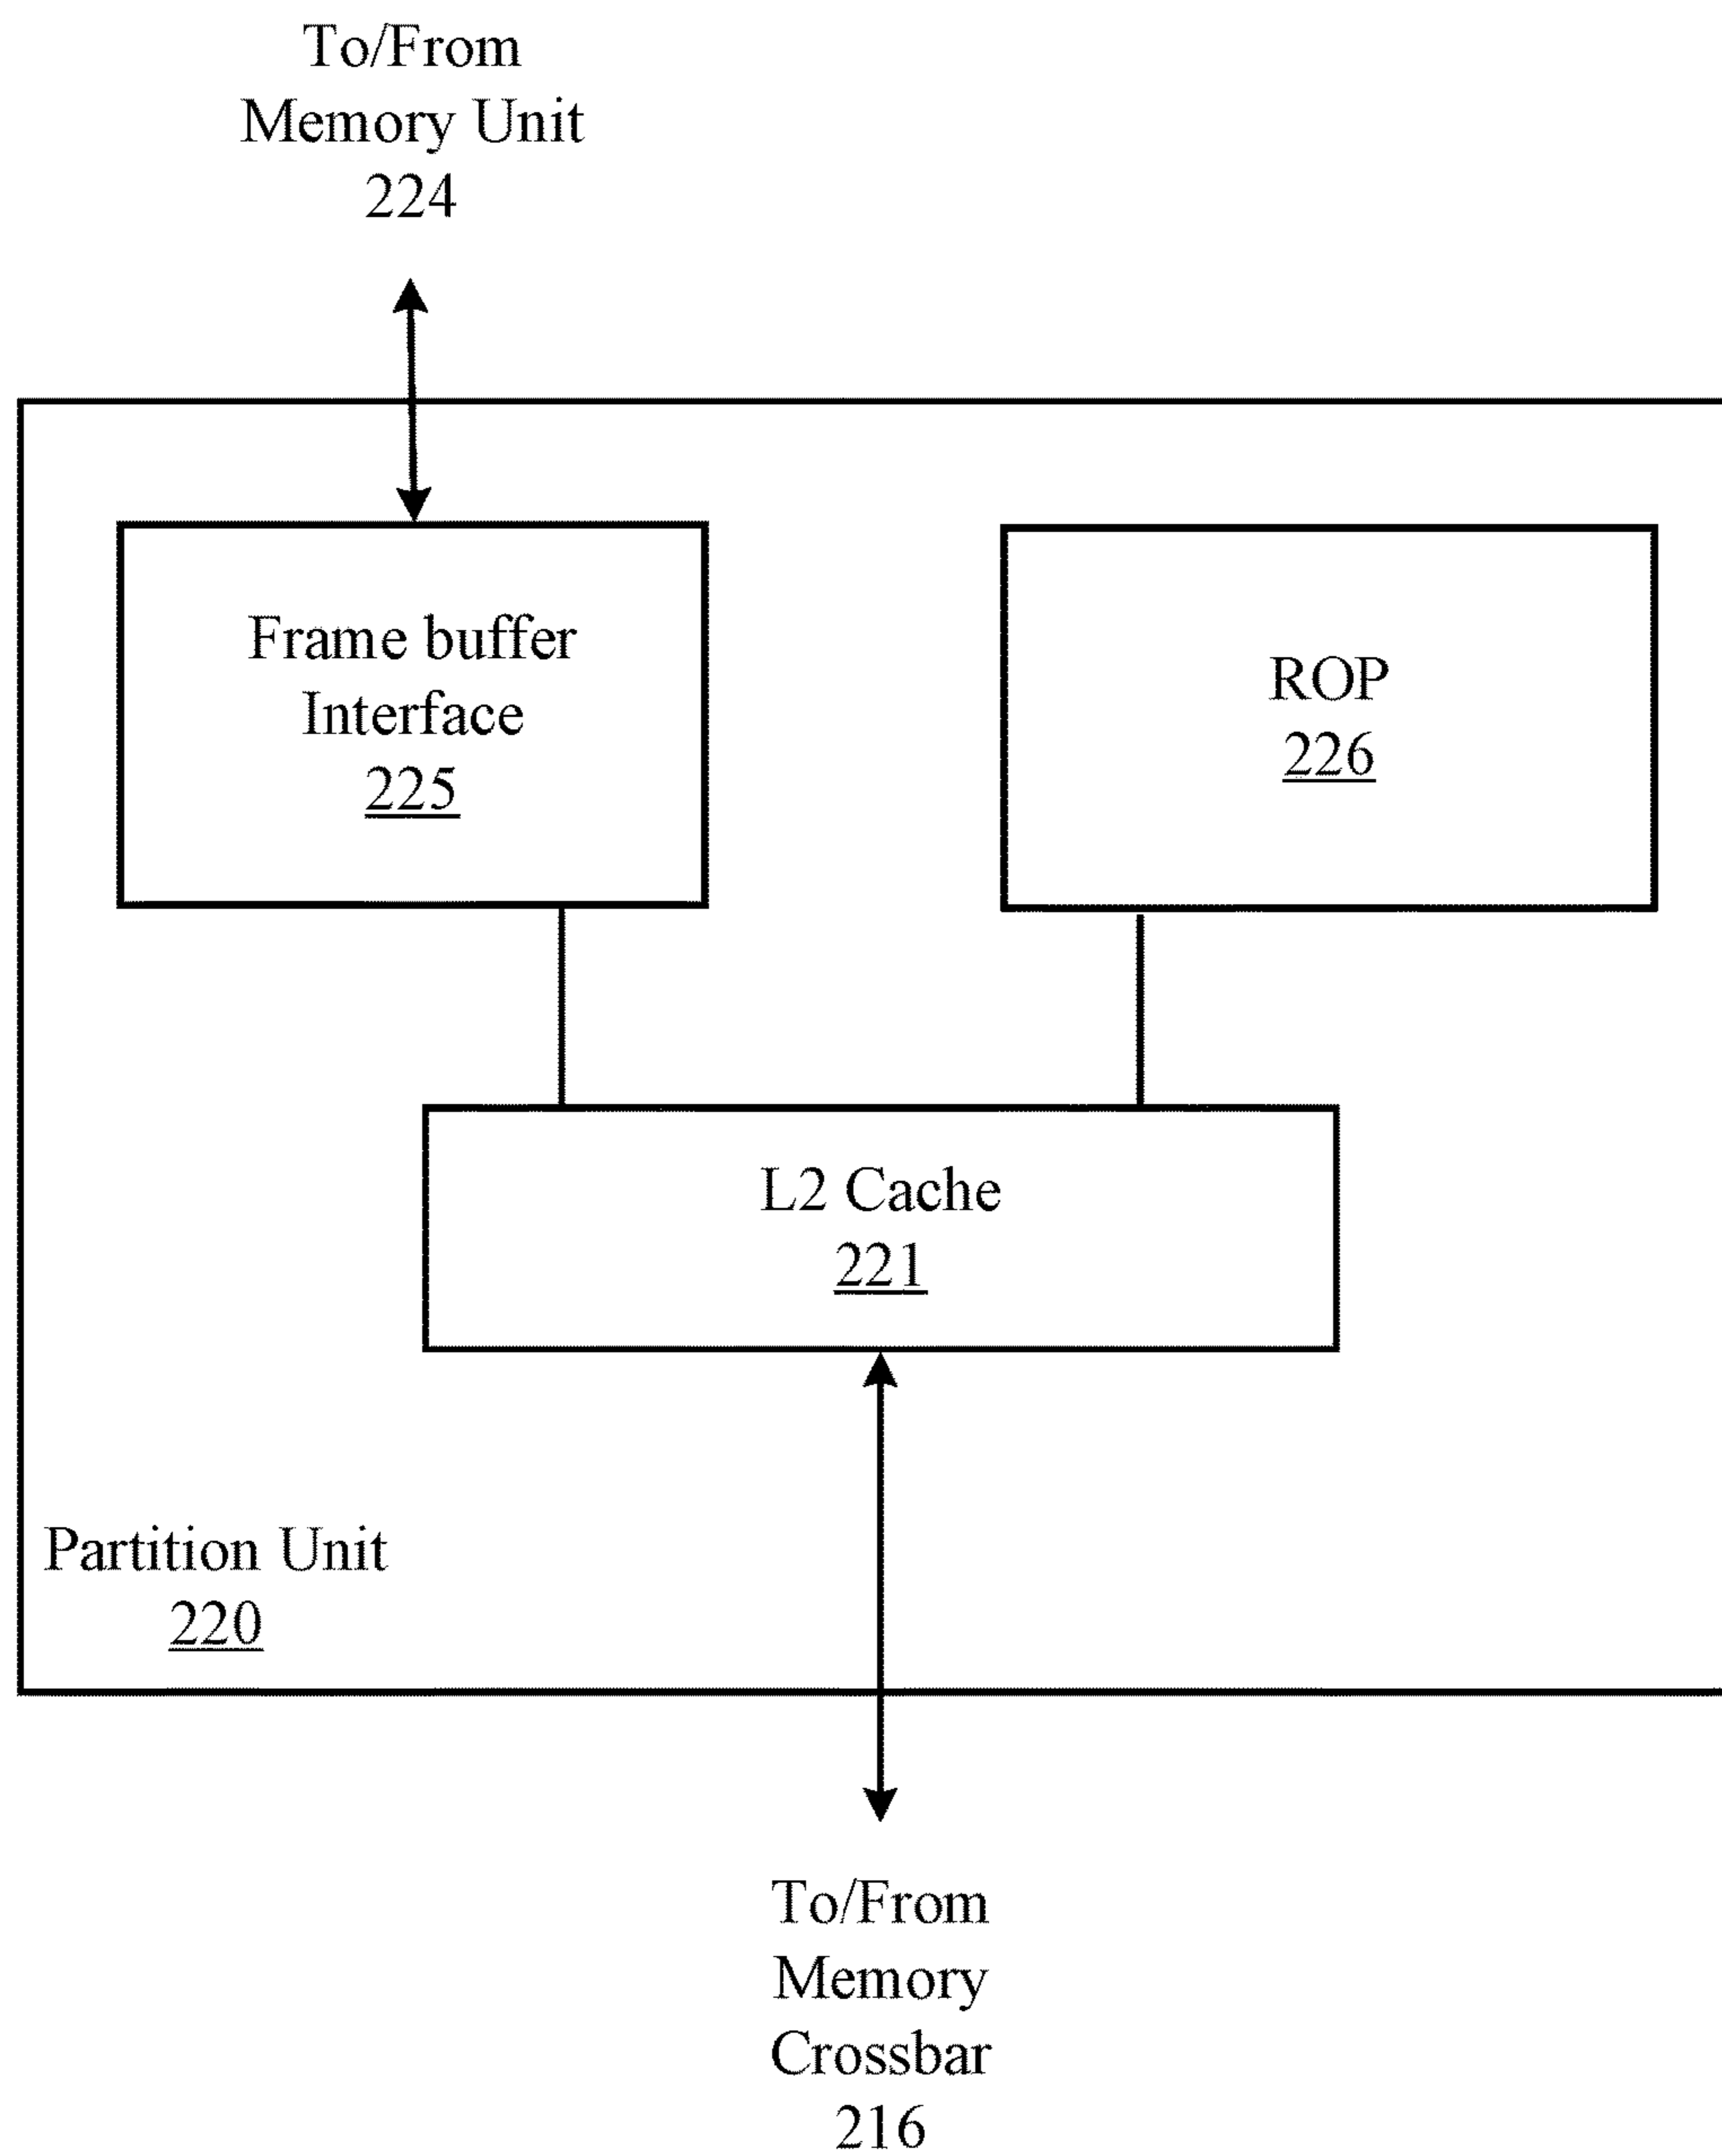 To/From
Memory Unit
224
Frame buffer
Interface
225
ROP
226
L2 Cache
221
Partition Unit
220
To/From
Memory
Crossbar
216